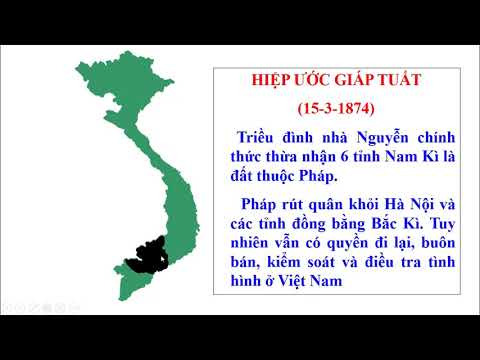 HIỆP ƯỚC GIÁP TUẤT
(15-3-1874)
Triều đình nhà Nguyễn chính
thức thừa nhận 6 tỉnh Nam Kì là
đất thuộc Pháp.
Pháp rút quân khỏi Hà Nội và
các tỉnh đồng bằng Bắc Kì. Tuy
nhiên vẫn có quyền đi lại, buôn
bán, kiểm soát và điều tra tình
hình ở Việt Nam